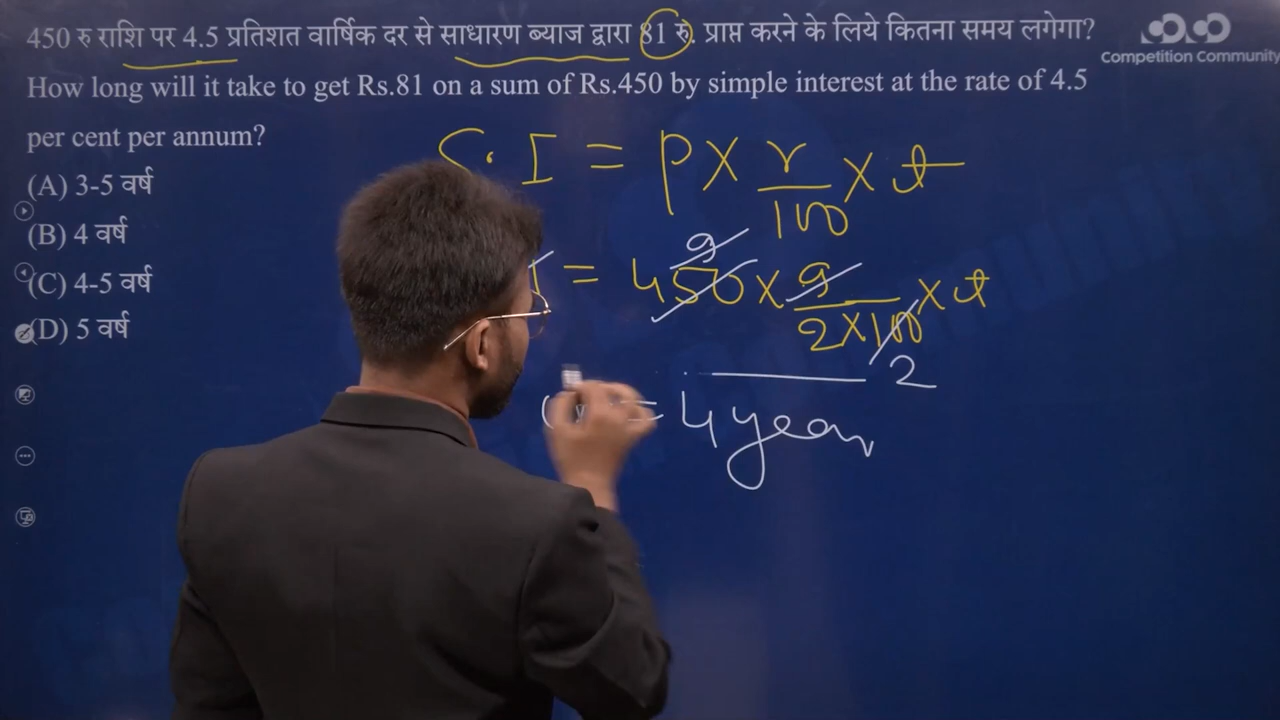 450 रु राशि पर 4.5 प्रतिशत वार्षिक दर से साधारण ब्याज द्वारा 81 रु. प्राप्त करने के लिये कितना समय लगेगा?
Competition Community
How long will it take to get Rs.81 on a sum of Rs.450 by simple interest at the rate of 4.5
per cent per annum?
S.I = P X r/100 X t
(A) 3-5 वर्ष
(B) 4 वर्ष
= 450 X 9/2X100 X t
9
(C) 4-5 वर्ष
(D) 5 वर्ष
2
= 4 year